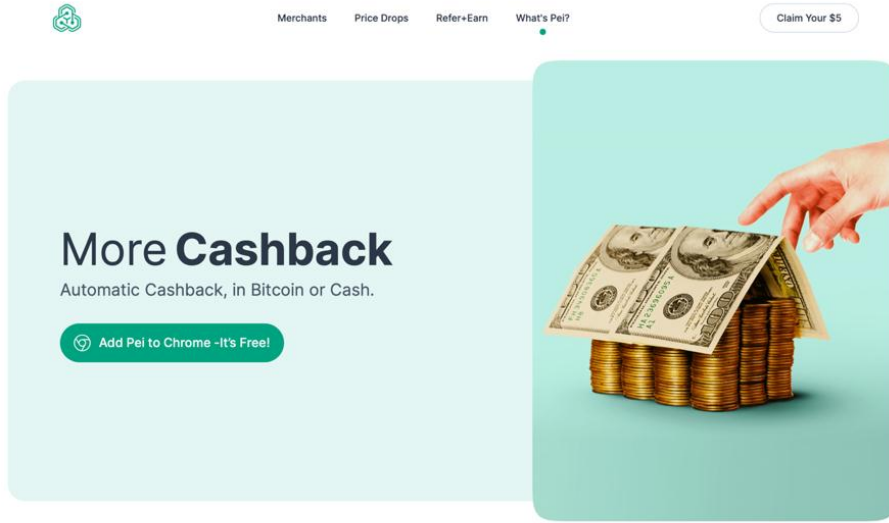 Merchants
Price Drops
Refer+Earn
What's Pei?
Claim Your $5
More Cashback
Automatic Cashback, in Bitcoin or Cash.
Add Pei to Chrome -It's Free!
100